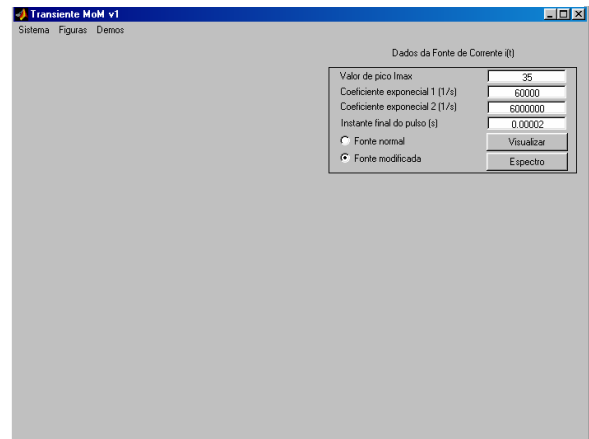 Transiente MoM v1
Sistema Figuras Demos
Dados da Fonte de Corrente i(t)
Valor de pico Imax 35
Coeficiente exponecial 1 (1/s) 60000
Coeficiente exponecial 2 (1/s) 6000000
Instante final do pulso (s) 0.00002
Fonte normal Visualizar
Fonte modificada Espectro